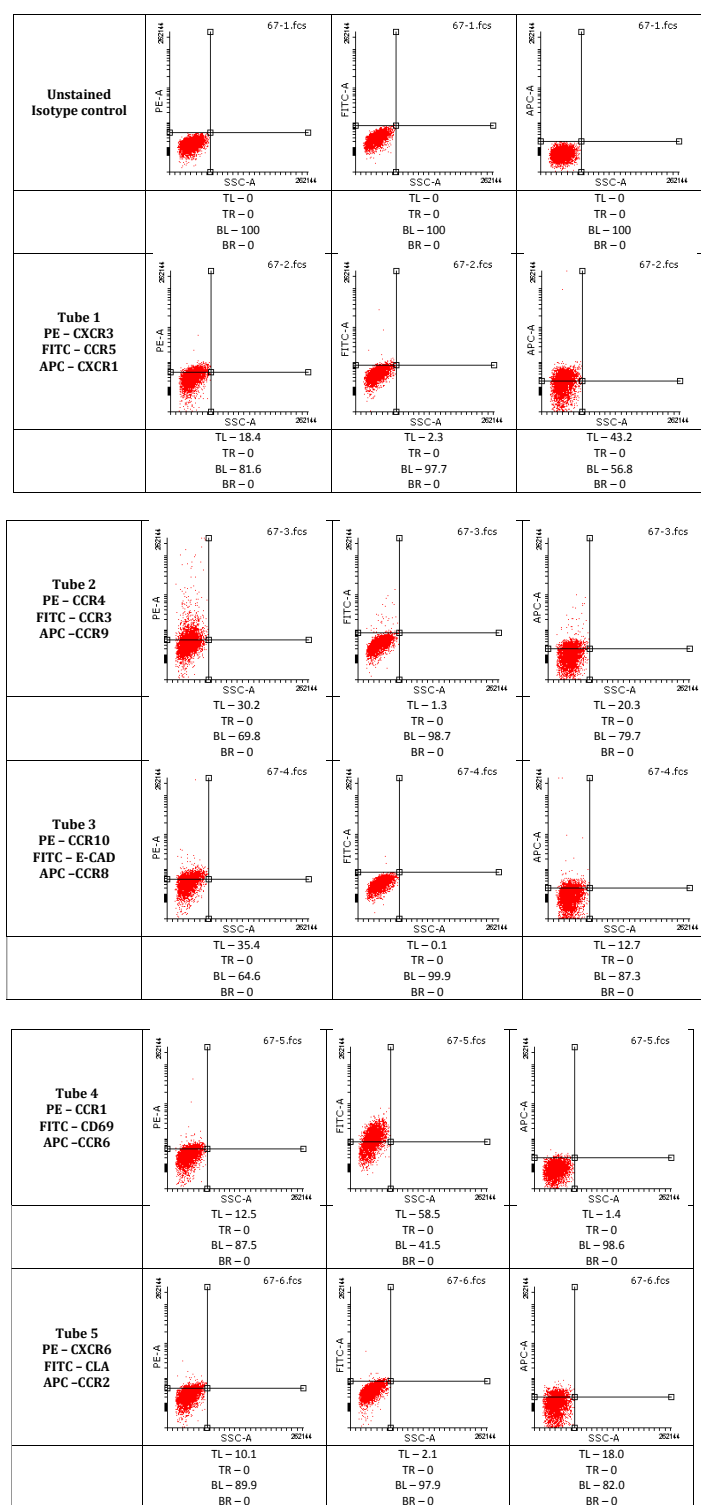 Unstained
Isotype control
67-1.fcs
262144
PE-A
SSC-A
262144
67-1.fcs
262144
FITC-A
SSC-A
262144
67-1.fcs
262144
APC-A
SSC-A
262144
TL – 0
TR – 0
BL – 100
BR – 0
TL – 0
TR – 0
BL – 100
BR – 0
TL – 0
TR – 0
BL – 100
BR – 0
Tube 1
PE – CXCR3
FITC – CCR5
APC – CXCR1
67-2.fcs
262144
PE-A
SSC-A
262144
67-2.fcs
262144
FITC-A
SSC-A
262144
67-2.fcs
262144
APC-A
SSC-A
262144
TL – 18.4
TR – 0
BL – 81.6
BR – 0
TL – 2.3
TR – 0
BL – 97.7
BR – 0
TL – 43.2
TR – 0
BL – 56.8
BR – 0
Tube 2
PE – CCR4
FITC – CCR3
APC –CCR9
67-3.fcs
262144
PE-A
SSC-A
262144
67-3.fcs
262144
FITC-A
SSC-A
262144
67-3.fcs
262144
APC-A
SSC-A
262144
TL – 30.2
TR – 0
BL – 69.8
BR – 0
TL – 1.3
TR – 0
BL – 98.7
BR – 0
TL – 20.3
TR – 0
BL – 79.7
BR – 0
Tube 3
PE – CCR10
FITC – E-CAD
APC –CCR8
67-4.fcs
262144
PE-A
SSC-A
262144
67-4.fcs
262144
FITC-A
SSC-A
262144
67-4.fcs
262144
APC-A
SSC-A
262144
TL – 35.4
TR – 0
BL – 64.6
BR – 0
TL – 0.1
TR – 0
BL – 99.9
BR – 0
TL – 12.7
TR – 0
BL – 87.3
BR – 0
Tube 4
PE – CCR1
FITC – CD69
APC –CCR6
67-5.fcs
262144
PE-A
SSC-A
262144
67-5.fcs
262144
FITC-A
SSC-A
262144
67-5.fcs
262144
APC-A
SSC-A
262144
TL – 12.5
TR – 0
BL – 87.5
BR – 0
TL – 58.5
TR – 0
BL – 41.5
BR – 0
TL – 1.4
TR – 0
BL – 98.6
BR – 0
Tube 5
PE – CXCR6
FITC – CLA
APC –CCR2
67-6.fcs
262144
PE-A
SSC-A
262144
67-6.fcs
262144
FITC-A
SSC-A
262144
67-6.fcs
262144
APC-A
SSC-A
262144
TL – 10.1
TR – 0
BL – 89.9
BR – 0
TL – 2.1
TR – 0
BL – 97.9
BR – 0
TL – 18.0
TR – 0
BL – 82.0
BR – 0